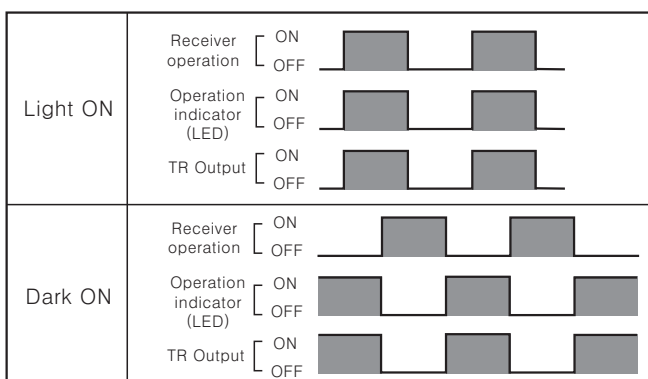 Light ON
Receiver operation
ON
OFF
Operation indicator (LED)
ON
OFF
TR Output
ON
OFF
Dark ON
Receiver operation
ON
OFF
Operation indicator (LED)
ON
OFF
TR Output
ON
OFF